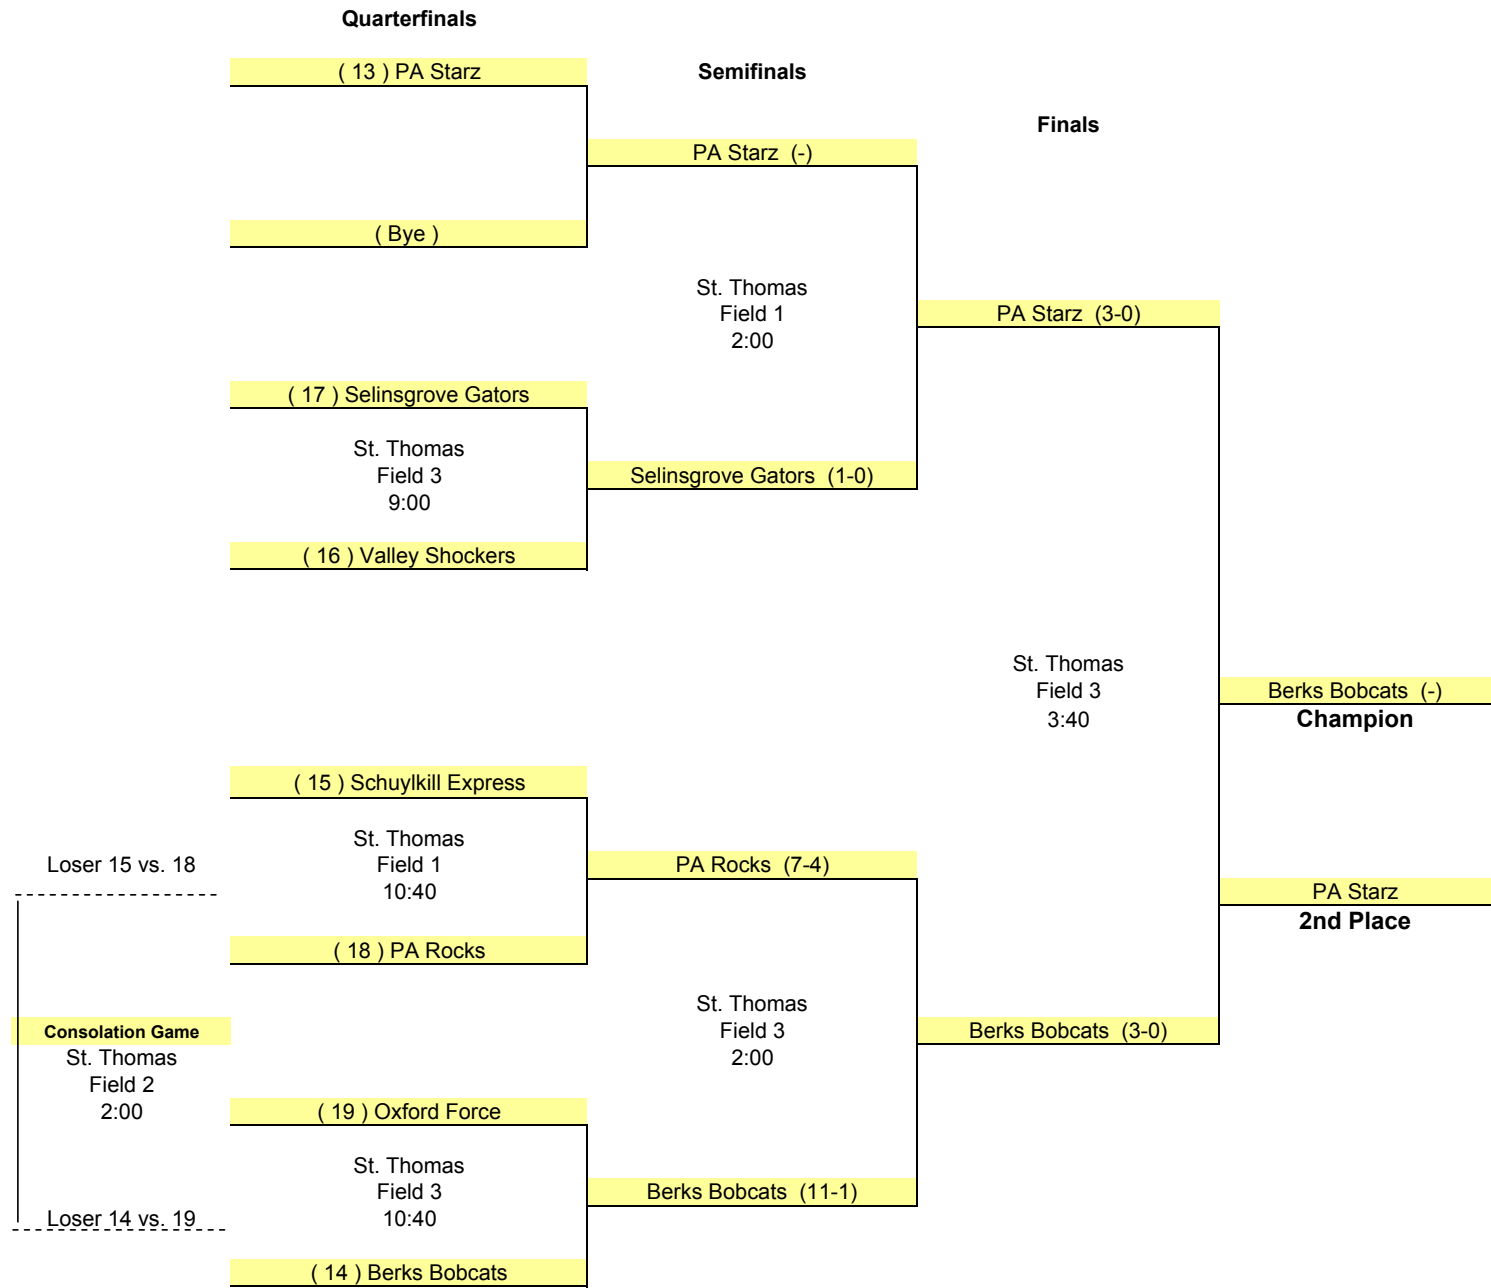 Quarterfinals
( 13 ) PA Starz
Semifinals
Finals
PA Starz (-)
( Bye )
St. Thomas
Field 1
2:00
PA Starz (3-0)
( 17 ) Selinsgrove Gators
St. Thomas
Field 3
9:00
Selinsgrove Gators (1-0)
( 16 ) Valley Shockers
St. Thomas
Field 3
3:40
Berks Bobcats (-)
Champion
( 15 ) Schuylkill Express
St. Thomas
Field 1
10:40
Loser 15 vs. 18
PA Rocks (7-4)
PA Starz
2nd Place
( 18 ) PA Rocks
St. Thomas
Field 3
2:00
Consolation Game
St. Thomas
Field 2
2:00
Berks Bobcats (3-0)
( 19 ) Oxford Force
St. Thomas
Field 3
10:40
Berks Bobcats (11-1)
Loser 14 vs. 19
( 14 ) Berks Bobcats